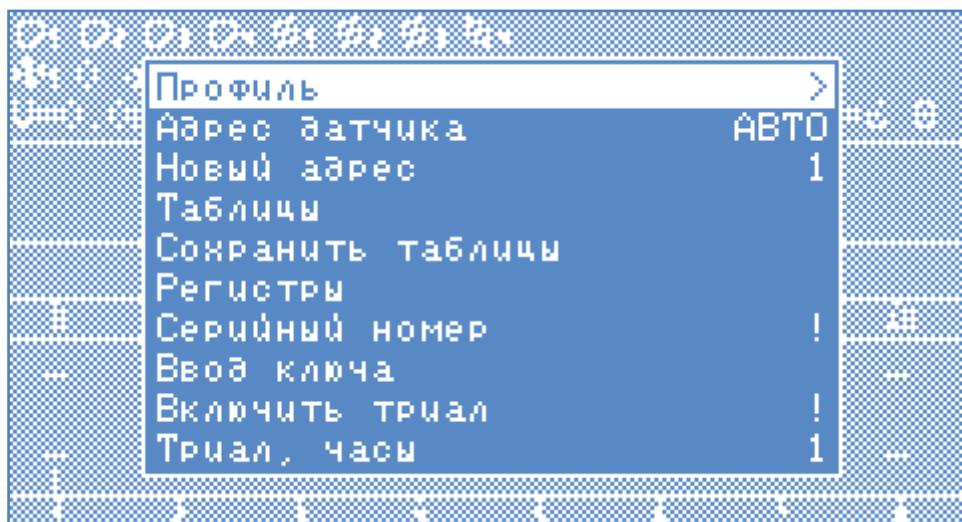 Профиль >
Адрес датчика АВТО
Новый адрес 1
Таблицы
Сохранить таблицы
Регистры
Серийный номер !
Ввод ключа
Включить триал !
Триал, часы 1